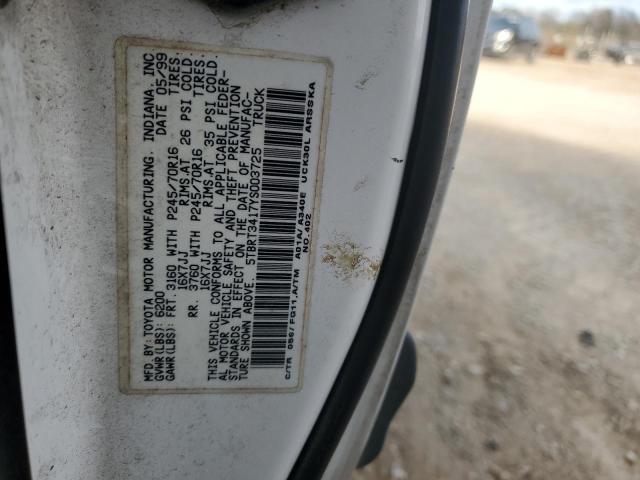 MFD. BY: TOYOTA MOTOR MANUFACTURING, INDIANA, INC
GVWR(LBS): 6200 DATE 05/99
GAWR(LBS): FRT. 3160 WITH P245/70R16 TIRES,
16X7JJ RIMS, AT 26 PSI COLD.
RR. 3760 WITH P245/70R16 TIRES,
16X7JJ RIMS, AT 35 PSI COLD.
THIS VEHICLE CONFORMS TO ALL APPLICABLE FEDER-
AL MOTOR VEHICLE SAFETY AND THEFT PREVENTION
STANDARDS IN EFFECT ON THE DATE OF MANUFAC-
TURE SHOWN ABOVE. 5TBRT3417YS003725 TRUCK
C/TR 056/FG11,A/TM A01A/A340E UCK30L ARSSKA
NO.402